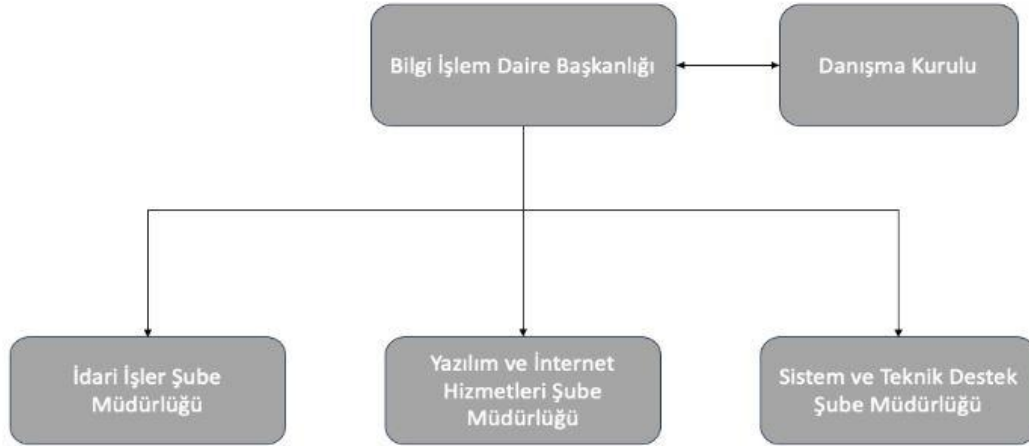 Bilgi İşlem Daire Başkanlığı
Danışma Kurulu
İdari İşler Şube
Müdürlüğü
Yazılım ve İnternet
Hizmetleri Şube
Müdürlüğü
Sistem ve Teknik Destek
Şube Müdürlüğü